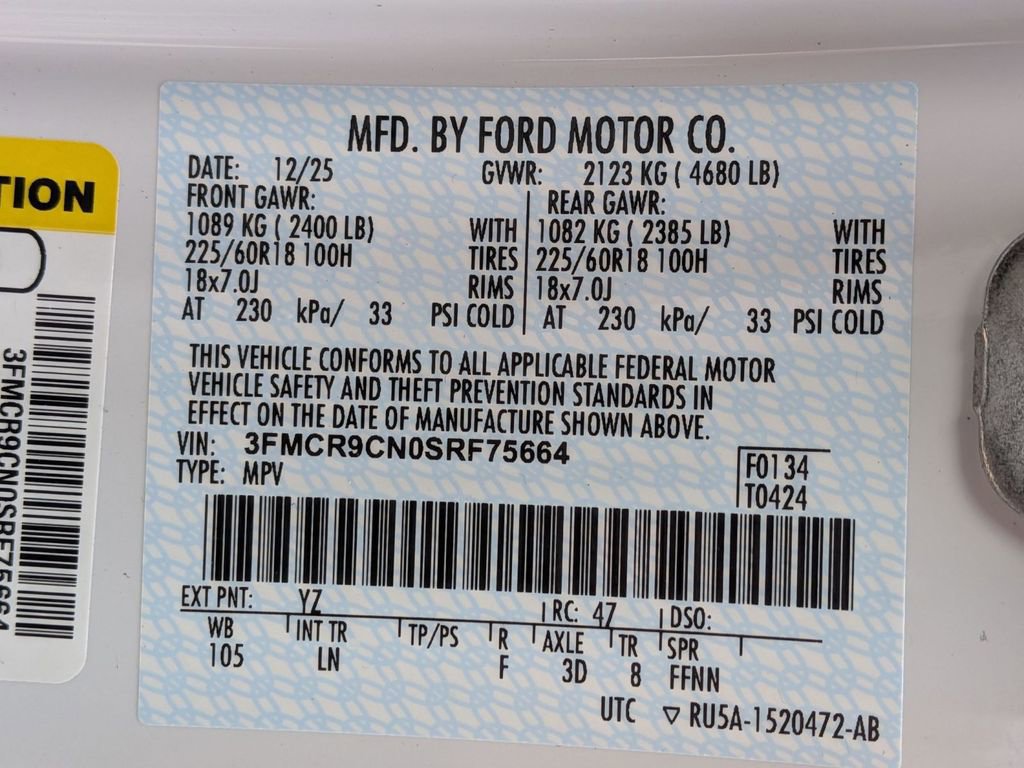 MFD. BY FORD MOTOR CO.
DATE: 12/25 GVWR: 2123 KG ( 4680 LB)
FRONT GAWR: REAR GAWR:
1089 KG ( 2400 LB) WITH 1082 KG ( 2385 LB) WITH
225/60R18 100H TIRES 225/60R18 100H TIRES
18x7.0J RIMS 18x7.0J RIMS
AT 230 kPa/ 33 PSI COLD AT 230 kPa/ 33 PSI COLD
THIS VEHICLE CONFORMS TO ALL APPLICABLE FEDERAL MOTOR
VEHICLE SAFETY AND THEFT PREVENTION STANDARDS IN
EFFECT ON THE DATE OF MANUFACTURE SHOWN ABOVE.
VIN: 3FMCR9CN0SRF75664
TYPE: MPV
F0134
T0424
EXT PNT: YZ RC: 47 DSO:
WB INT TR TP/PS R AXLE TR SPR
105 LN F 3D 8 FFNN
UTC ▽ RU5A-1520472-AB
TION
3FMCR9CN0SRF75664